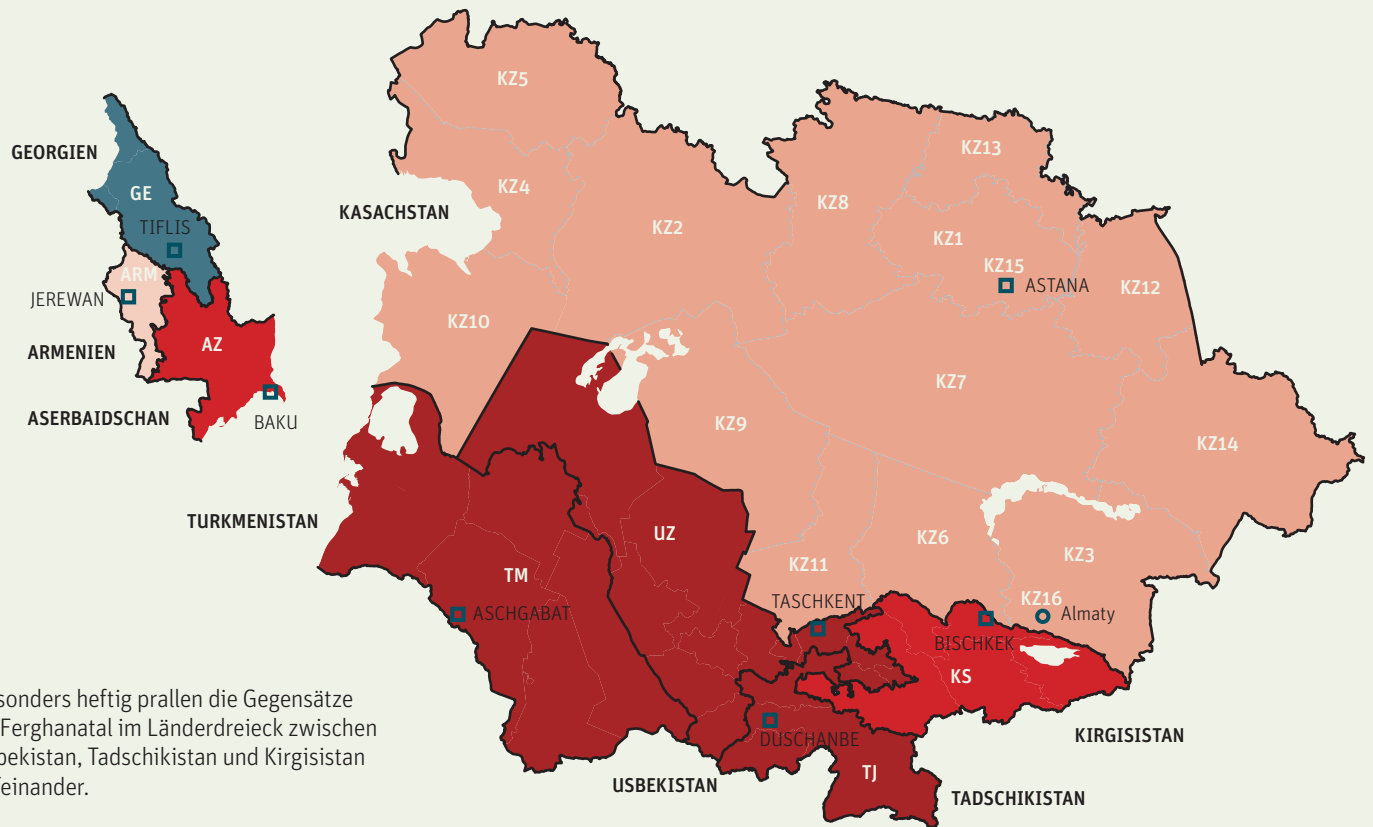 KZ5
GEORGIEN
KZ13
GE
KZ4
KZ8
KASACHSTAN
KZ2
TIFLIS
KZ1
KZ15
ARM
ASTANA
KZ12
JEREWAN
KZ10
AZ
ARMENIEN
KZ7
ASERBAIDSCHAN
BAKU
KZ9
KZ14
TURKMENISTAN
UZ
KZ6
KZ3
KZ11
TM
TASCHKENT
KZ16
ASCHGABAT
Almaty
BISCHKEK
KS
sonders heftig prallen die Gegensätze
Ferghanatal im Länderdreieck zwischen
bekistan, Tadschikistan und Kirgisistan
einander.
DUSCHANBE
KIRGISISTAN
TJ
USBEKISTAN
TADSCHIKISTAN